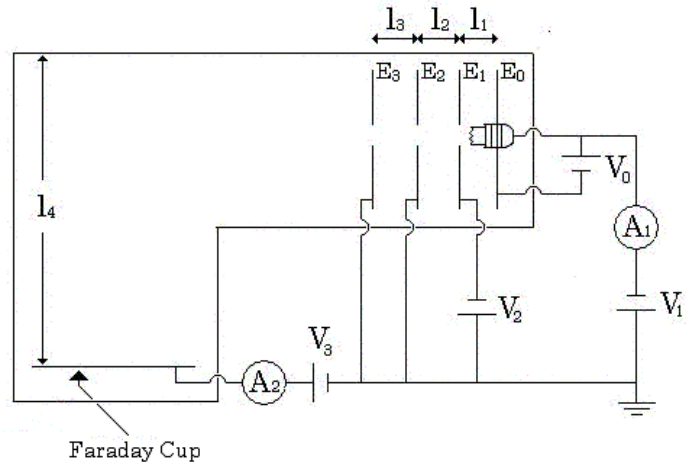 l₃ l₂ l₁
E₃ E₂ E₁ E₀
V₀
l₄
A₁
V₂
V₁
V₃
A₂
Faraday Cup